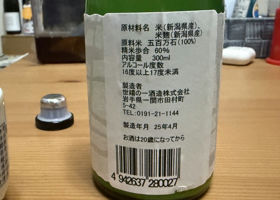 原材料名 米(新潟県産)、
米麴(新潟県産)
原料米 五百万石(100%)
精米歩合 60%
内容量 300ml
アルコール度数
16度以上17度未満
製造者
世嬉の一酒造株式会社
岩手県一関市田村町
5-42
TEL: 0191-21-1144
製造年月 25年4月
お酒は20歳になってから
4 942637 280027